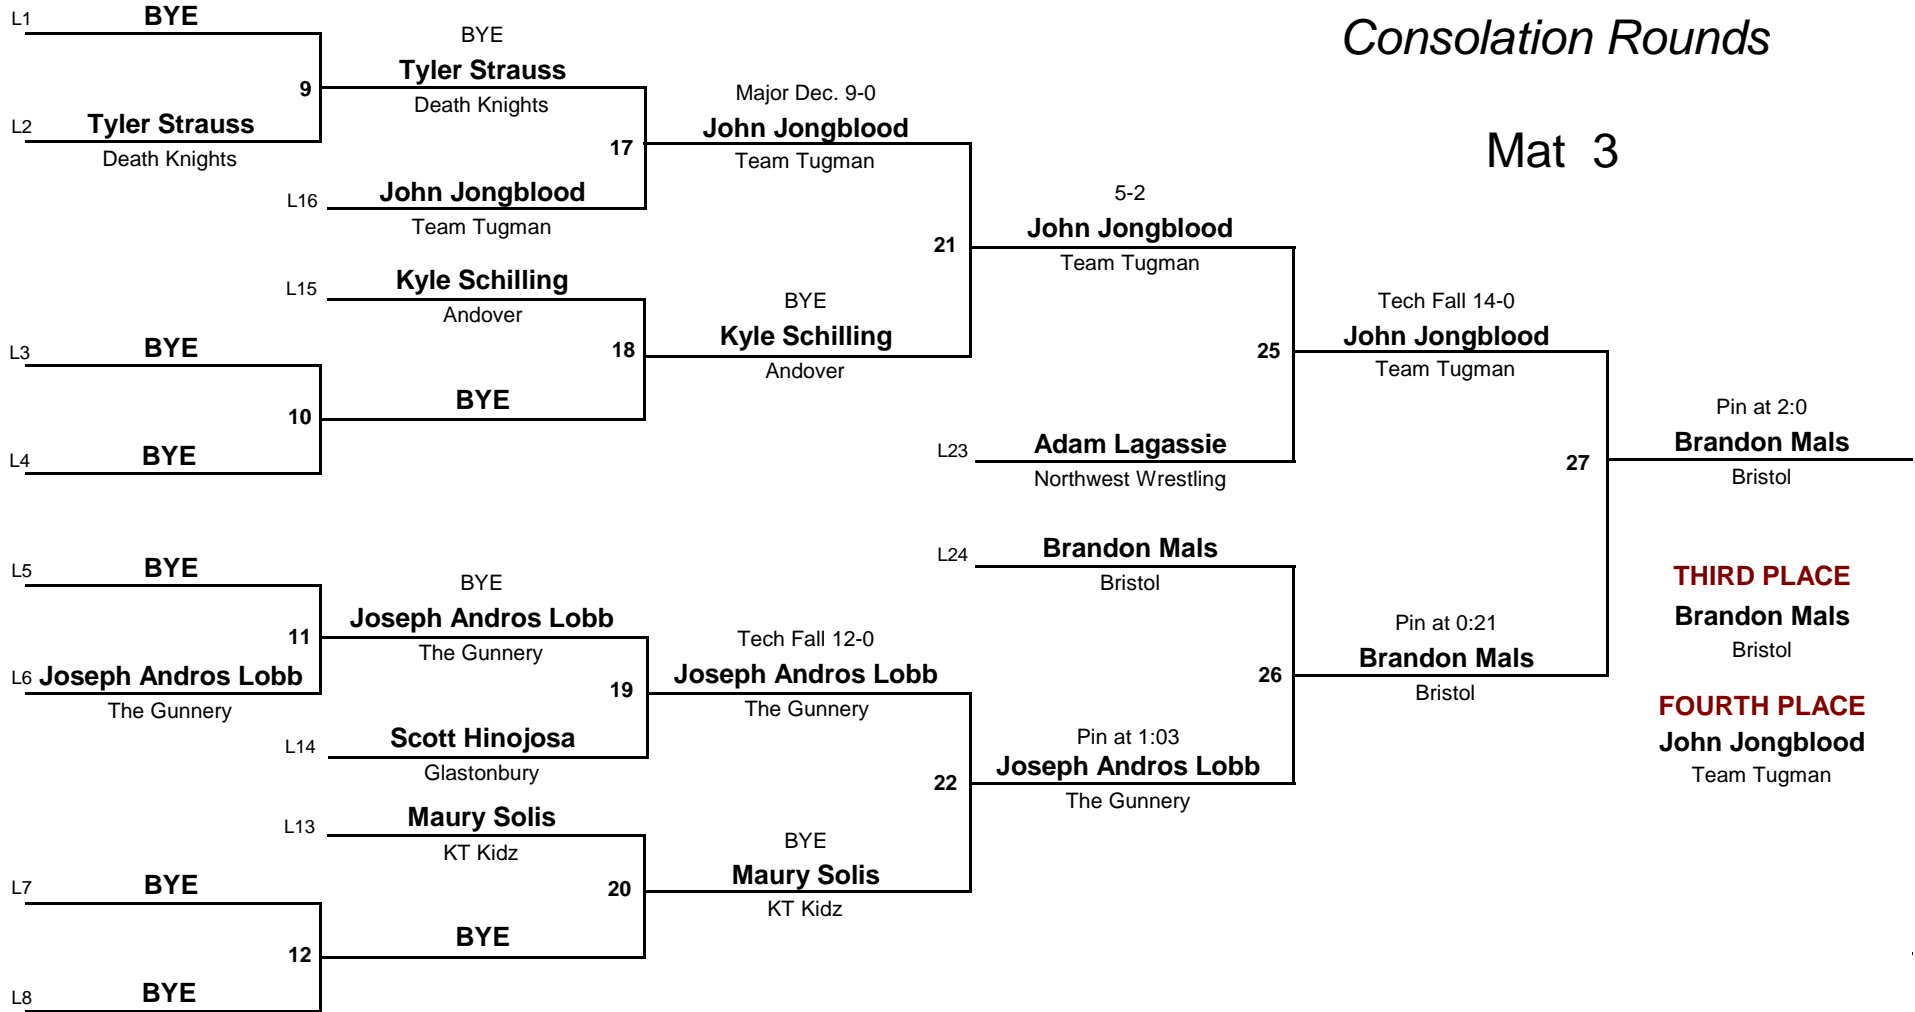 Consolation Rounds
Mat 3
L1 BYE
9
L2 Tyler Strauss
Death Knights
L3 BYE
10
L4 BYE
L5 BYE
11
L6 Joseph Andros Lobb
The Gunnery
L7 BYE
12
L8 BYE
BYE
Tyler Strauss
Death Knights
17
L16 John Jongblood
Team Tugman
L15 Kyle Schilling
Andover
18
BYE
BYE
Joseph Andros Lobb
The Gunnery
19
L14 Scott Hinojosa
Glastonbury
L13 Maury Solis
KT Kidz
20
BYE
Major Dec. 9-0
John Jongblood
Team Tugman
21
BYE
Kyle Schilling
Andover
Tech Fall 12-0
Joseph Andros Lobb
The Gunnery
22
BYE
Maury Solis
KT Kidz
5-2
John Jongblood
Team Tugman
25
L23 Adam Lagassie
Northwest Wrestling
L24 Brandon Mals
Bristol
26
Pin at 1:03
Joseph Andros Lobb
The Gunnery
Tech Fall 14-0
John Jongblood
Team Tugman
27
Pin at 0:21
Brandon Mals
Bristol
Pin at 2:0
Brandon Mals
Bristol
THIRD PLACE
Brandon Mals
Bristol
FOURTH PLACE
John Jongblood
Team Tugman